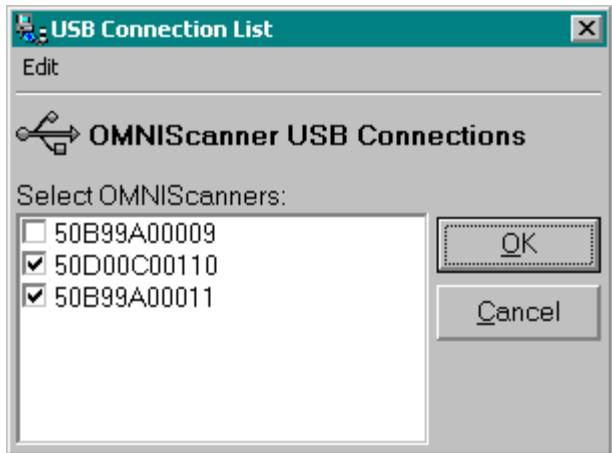 USB Connection List
Edit
OMNIScanner USB Connections
Select OMNIScanners:
50B99A00009
50D00C00110
50B99A00011
OK
Cancel